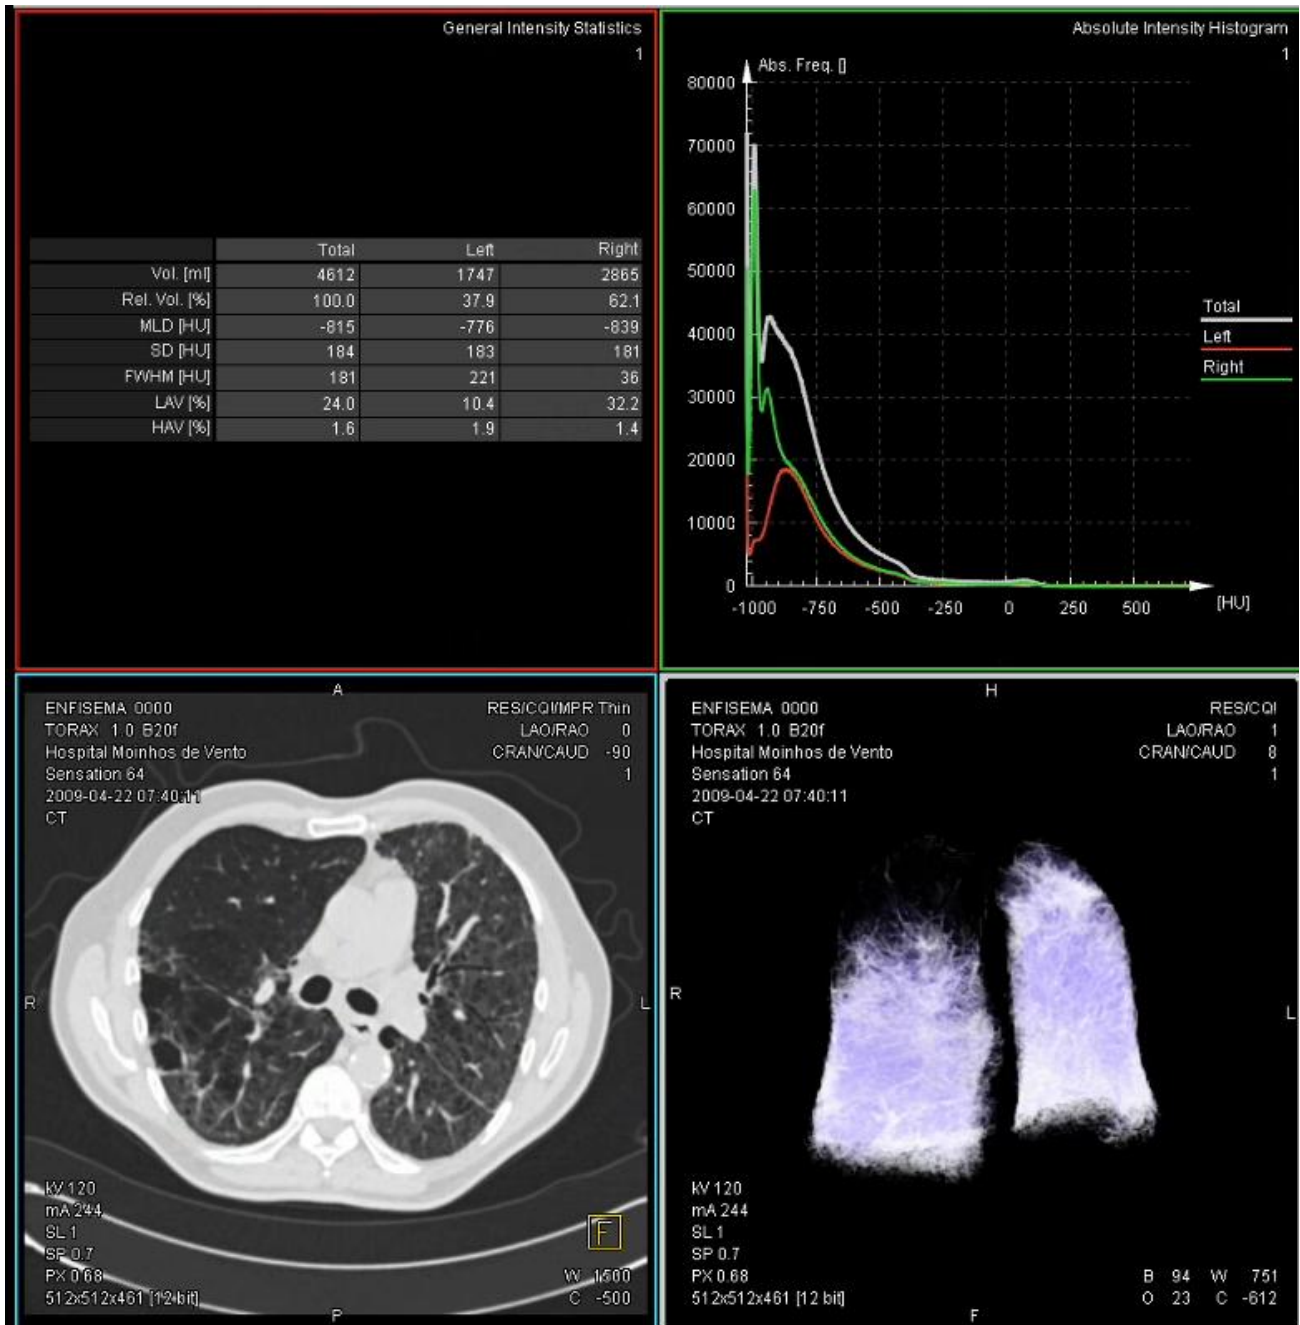 General Intensity Statistics
1
Total Left Right
Vol. [ml] 4612 1747 2865
Rel. Vol. [%] 100.0 37.9 62.1
MLD [HU] -815 -776 -839
SD [HU] 184 183 181
FWHM [HU] 181 221 36
LAV [%] 24.0 10.4 32.2
HAV [%] 1.6 1.9 1.4
Absolute Intensity Histogram
1
Abs. Freq. []
80000
70000
60000
50000
40000
30000
20000
10000
0
-1000 -750 -500 -250 0 250 500
[HU]
Total
Left
Right
A
ENFISEMA 0000
TORAX 1.0 B20f
Hospital Moinhos de Vento
Sensation 64
2009-04-22 07:40:11
CT
RES/CQI/MPR Thin
LAO/RAO 0
CRAN/CAUD -90
1
R
L
kV 120
mA 244
SL 1
SP 0.7
PX 0.68
512x512x461 [12 bit]
F
W 1500
C -500
P
H
ENFISEMA 0000
TORAX 1.0 B20f
Hospital Moinhos de Vento
Sensation 64
2009-04-22 07:40:11
CT
RES/CQI
LAO/RAO 1
CRAN/CAUD 8
1
R
L
kV 120
mA 244
SL 1
SP 0.7
PX 0.68
512x512x461 [12 bit]
B 94 W 751
O 23 C -612
F